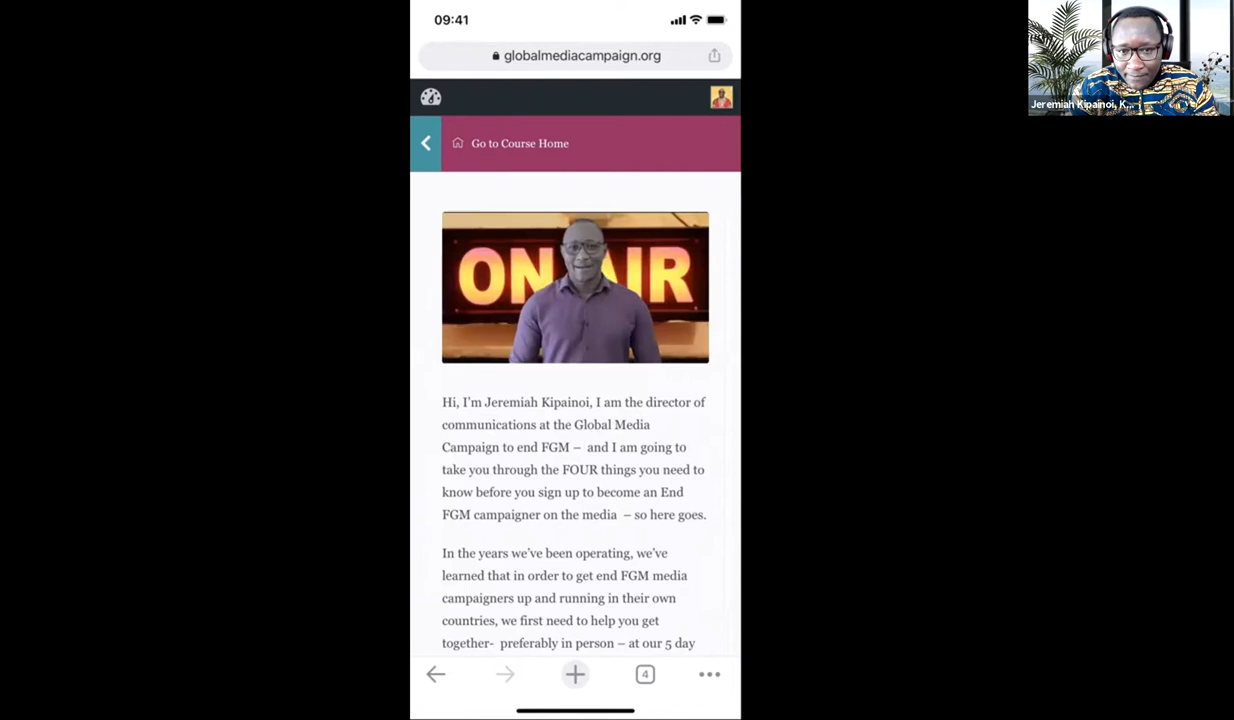 09:41
globalmediacampaign.org
Jeremiah Kipainoi, K...
Go to Course Home
ON AIR
Hi, I’m Jeremiah Kipainoi, I am the director of
communications at the Global Media
Campaign to end FGM –  and I am going to
take you through the FOUR things you need to
know before you sign up to become an End
FGM campaigner on the media  – so here goes.
In the years we’ve been operating, we’ve
learned that in order to get end FGM media
campaigners up and running in their own
countries, we first need to help you get
together-  preferably in person – at our 5 day
4